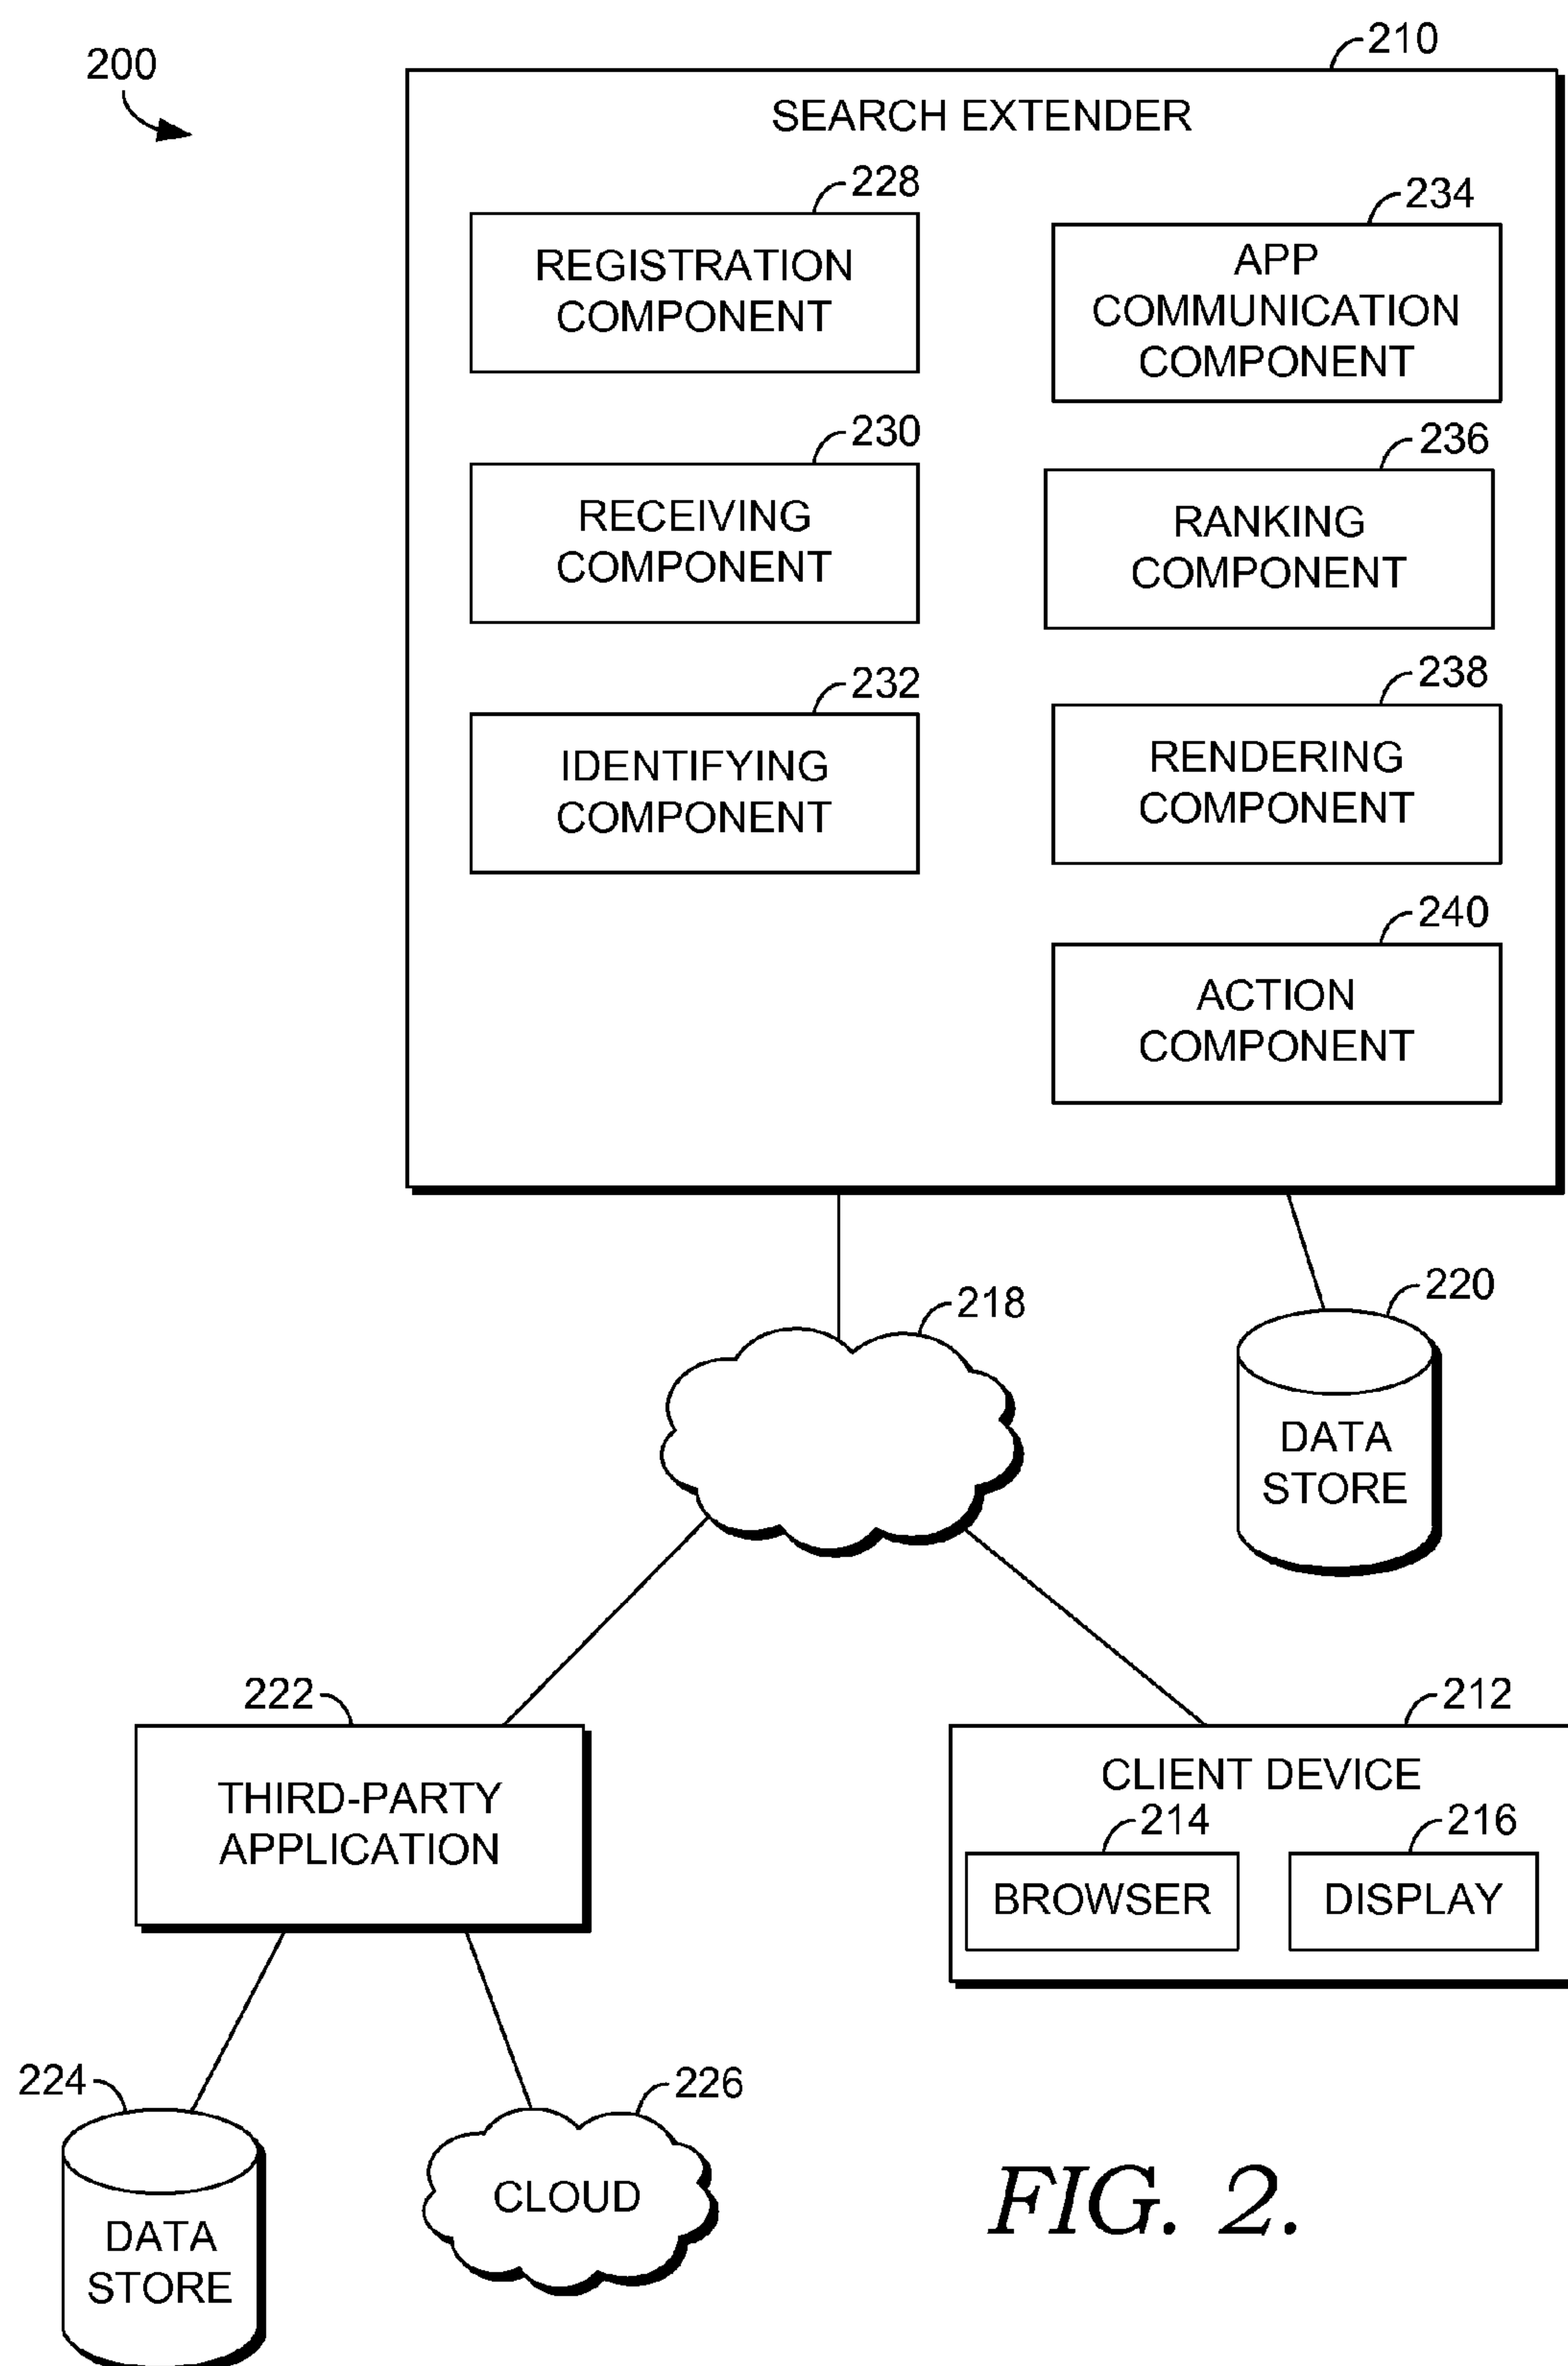 200
210
SEARCH EXTENDER
228
REGISTRATION
COMPONENT
234
APP
COMMUNICATION
COMPONENT
230
RECEIVING
COMPONENT
236
RANKING
COMPONENT
232
IDENTIFYING
COMPONENT
238
RENDERING
COMPONENT
240
ACTION
COMPONENT
218
220
DATA
STORE
222
THIRD-PARTY
APPLICATION
212
CLIENT DEVICE
214
BROWSER
216
DISPLAY
224
DATA
STORE
226
CLOUD
FIG. 2.